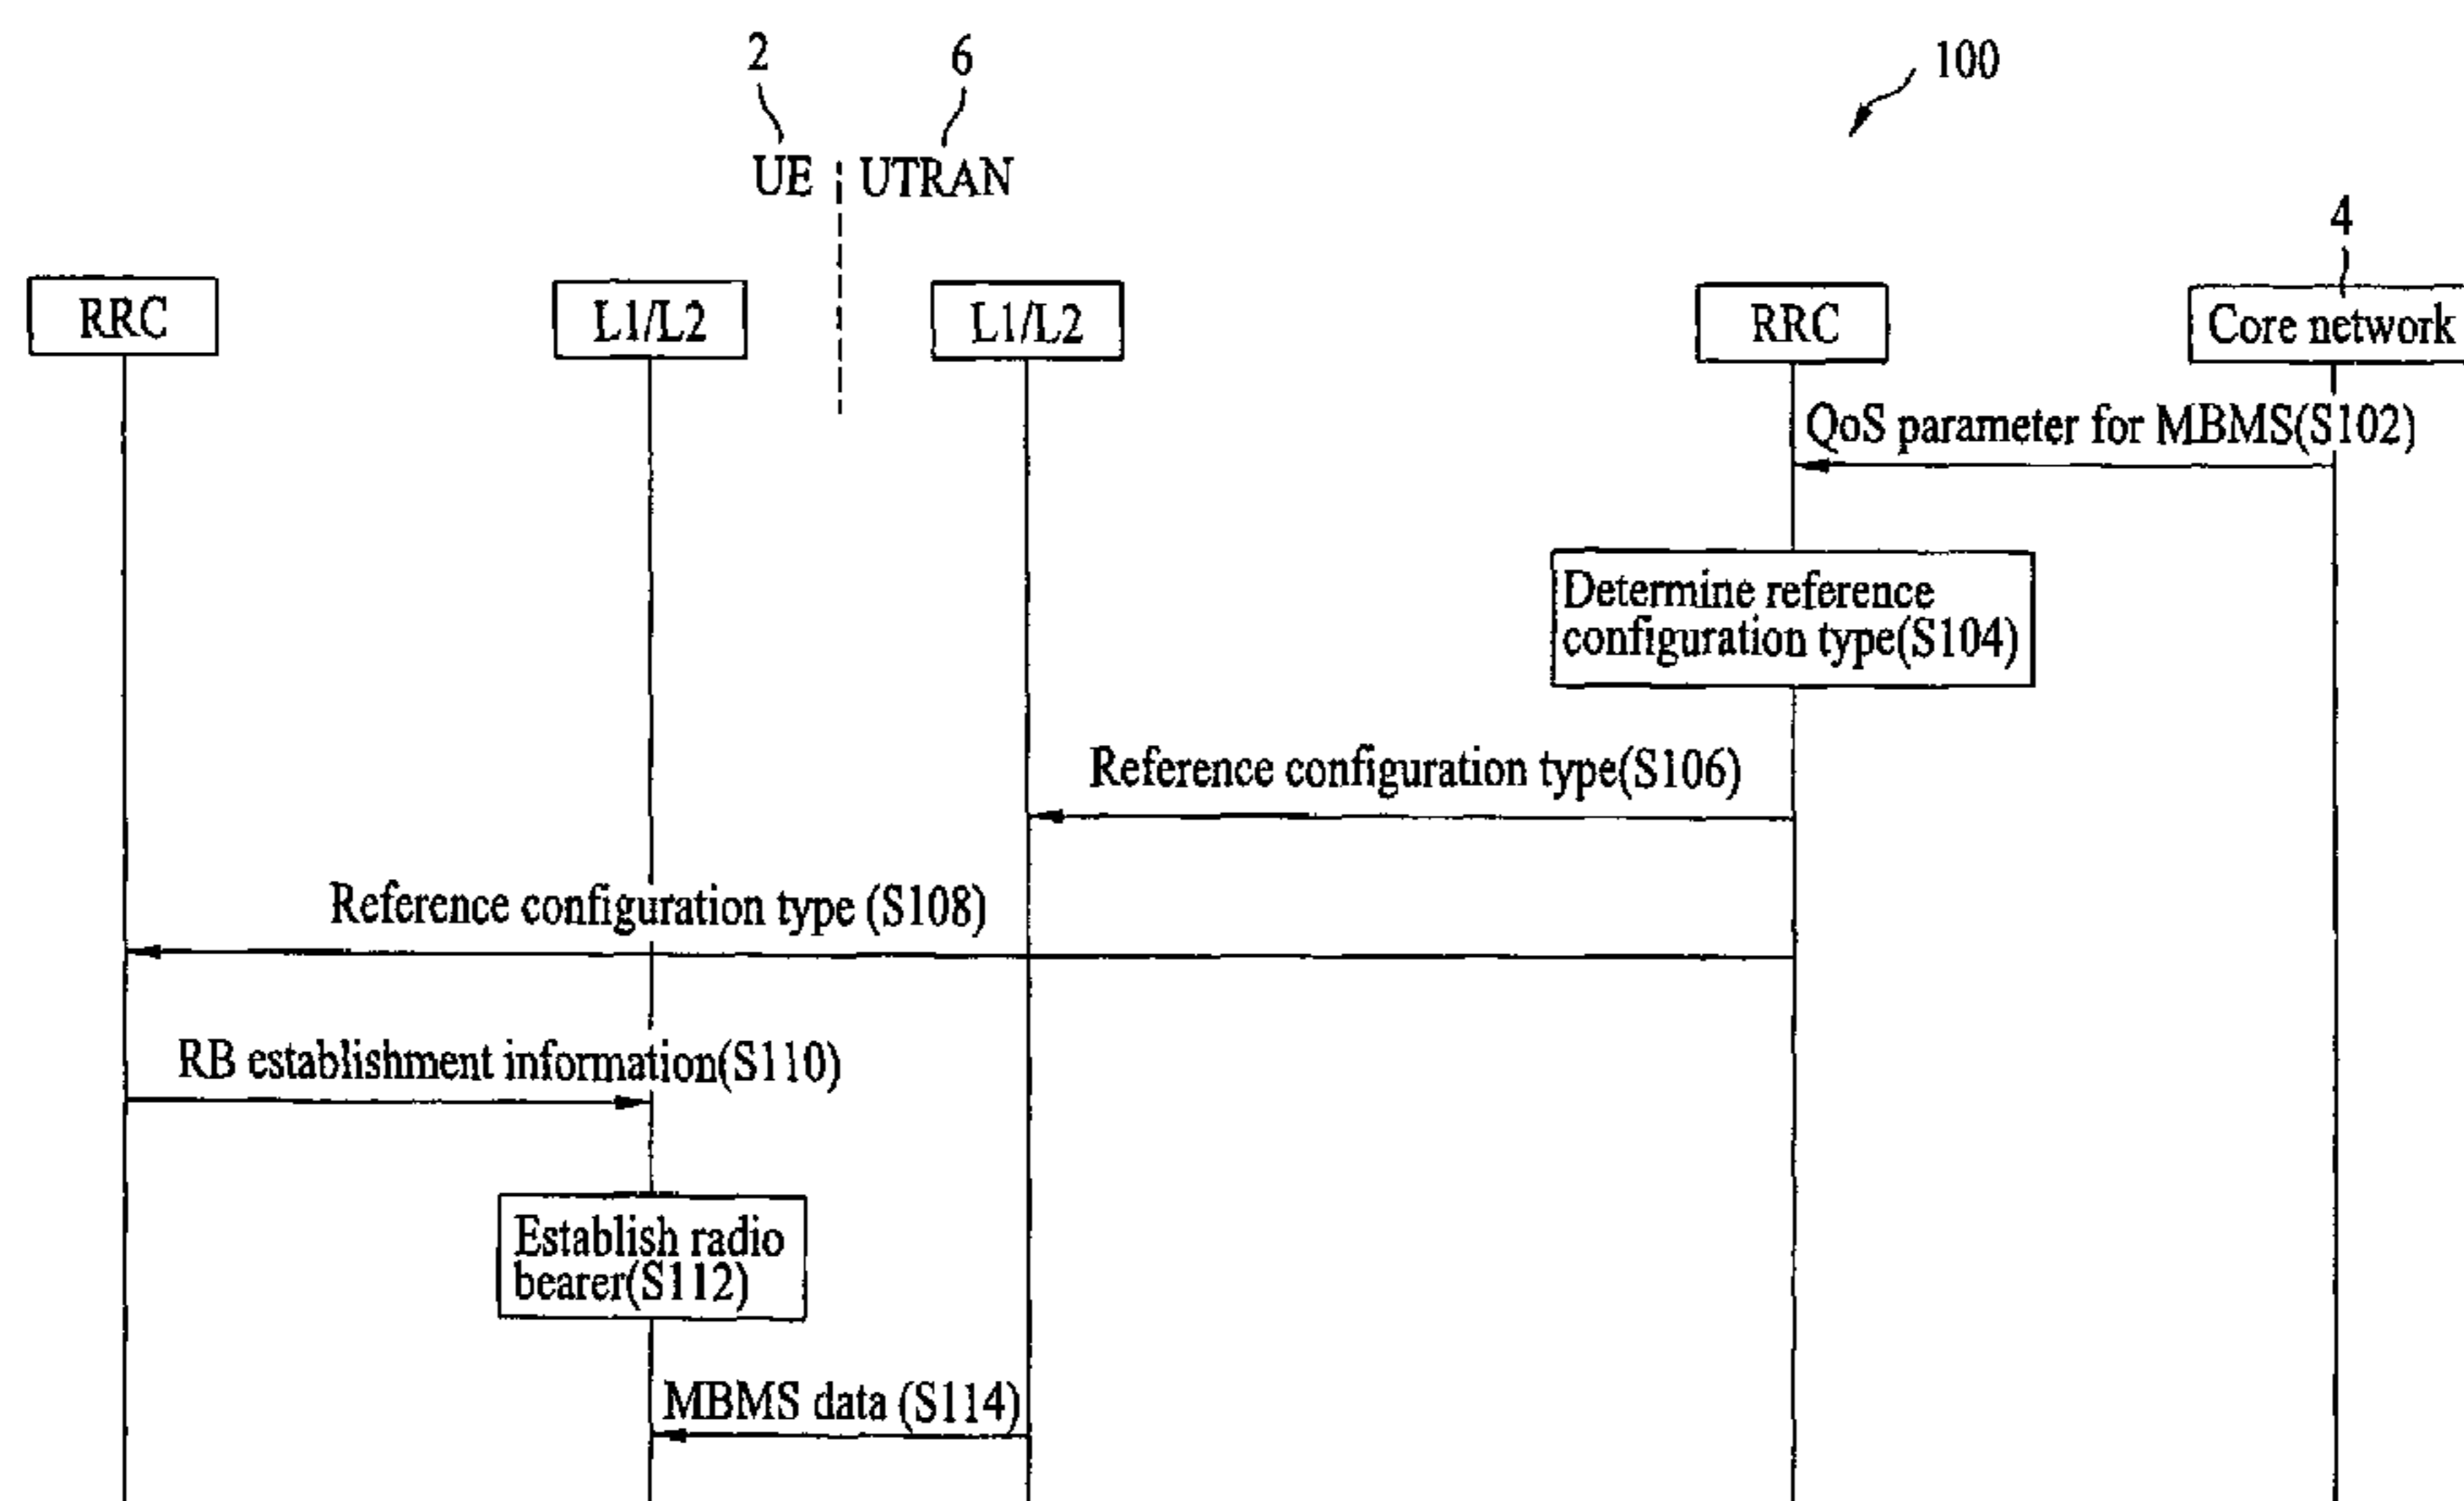 2
6
100
UE
UTRAN
4
RRC
L1/L2
L1/L2
RRC
Core network
QoS parameter for MBMS(S102)
Determine reference
configuration type(S104)
Reference configuration type(S106)
Reference configuration type (S108)
RB establishment information(S110)
Establish radio
bearer(S112)
MBMS data (S114)